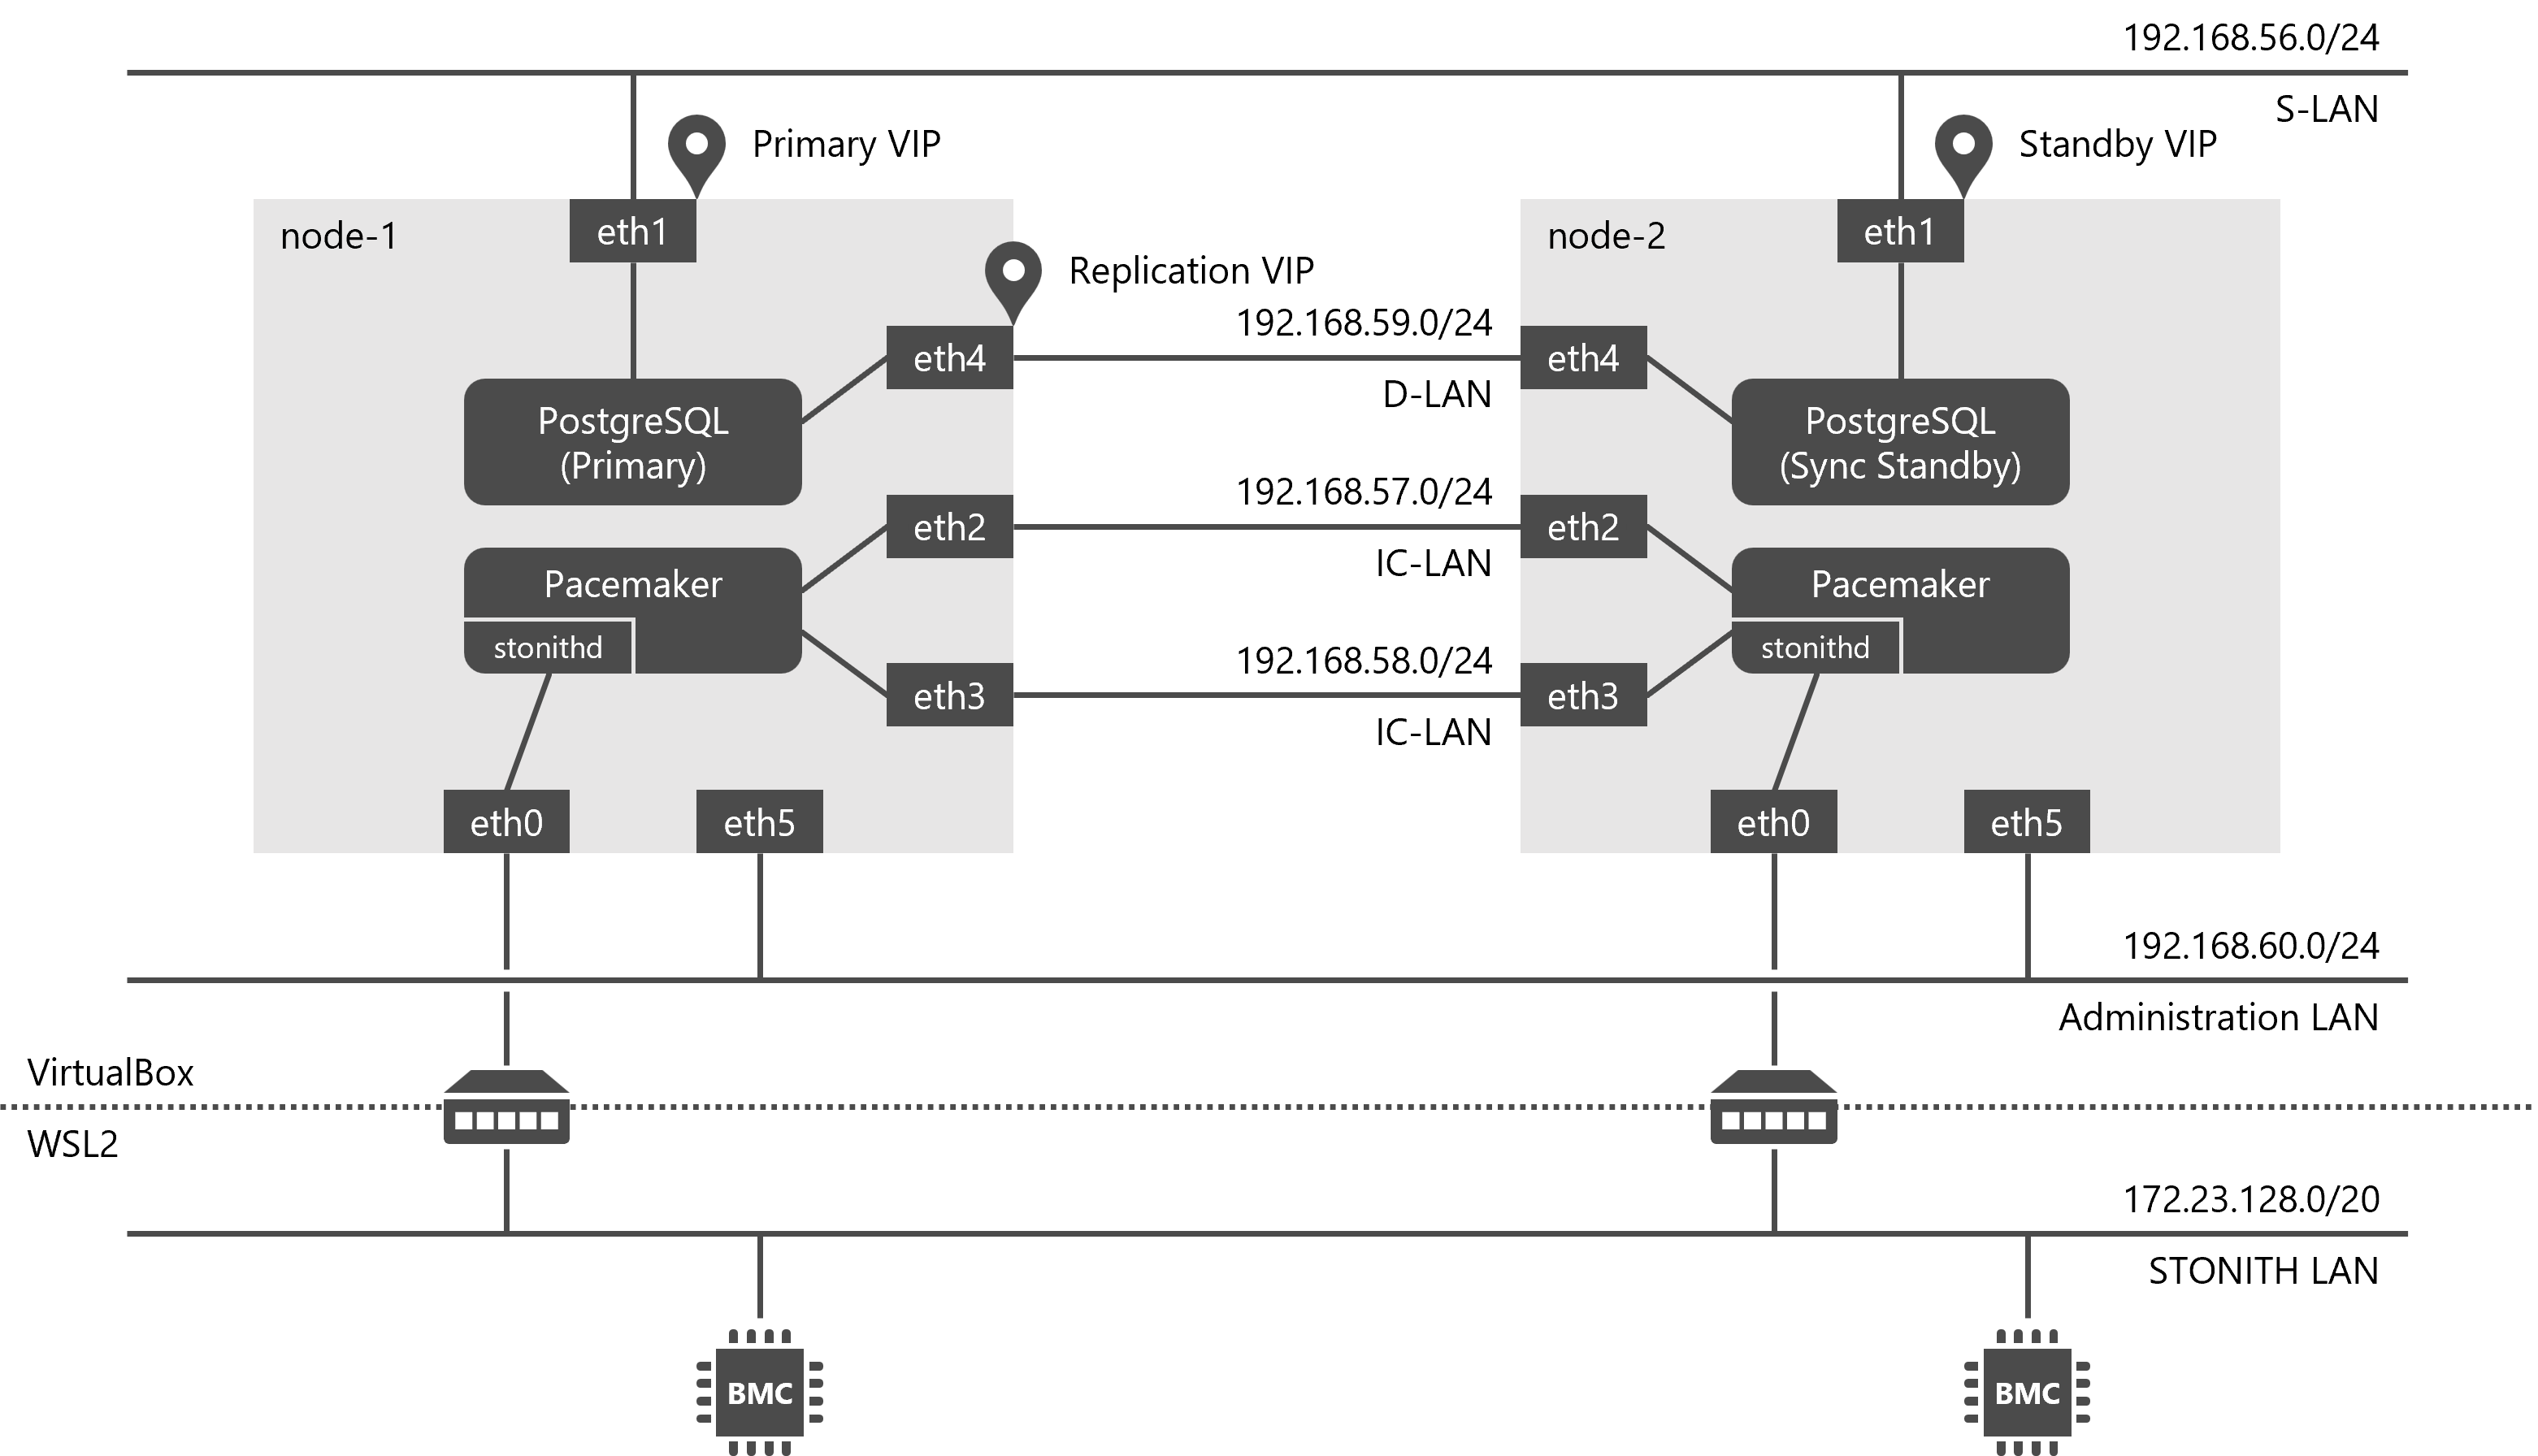 192.168.56.0/24
S-LAN
Primary VIP
Standby VIP
node-1
eth1
node-2
eth1
Replication VIP
192.168.59.0/24
eth4
eth4
D-LAN
PostgreSQL
(Primary)
PostgreSQL
(Sync Standby)
192.168.57.0/24
eth2
eth2
IC-LAN
Pacemaker
stonithd
Pacemaker
stonithd
192.168.58.0/24
eth3
eth3
IC-LAN
eth0
eth5
eth0
eth5
192.168.60.0/24
Administration LAN
VirtualBox
WSL2
172.23.128.0/20
STONITH LAN
BMC
BMC